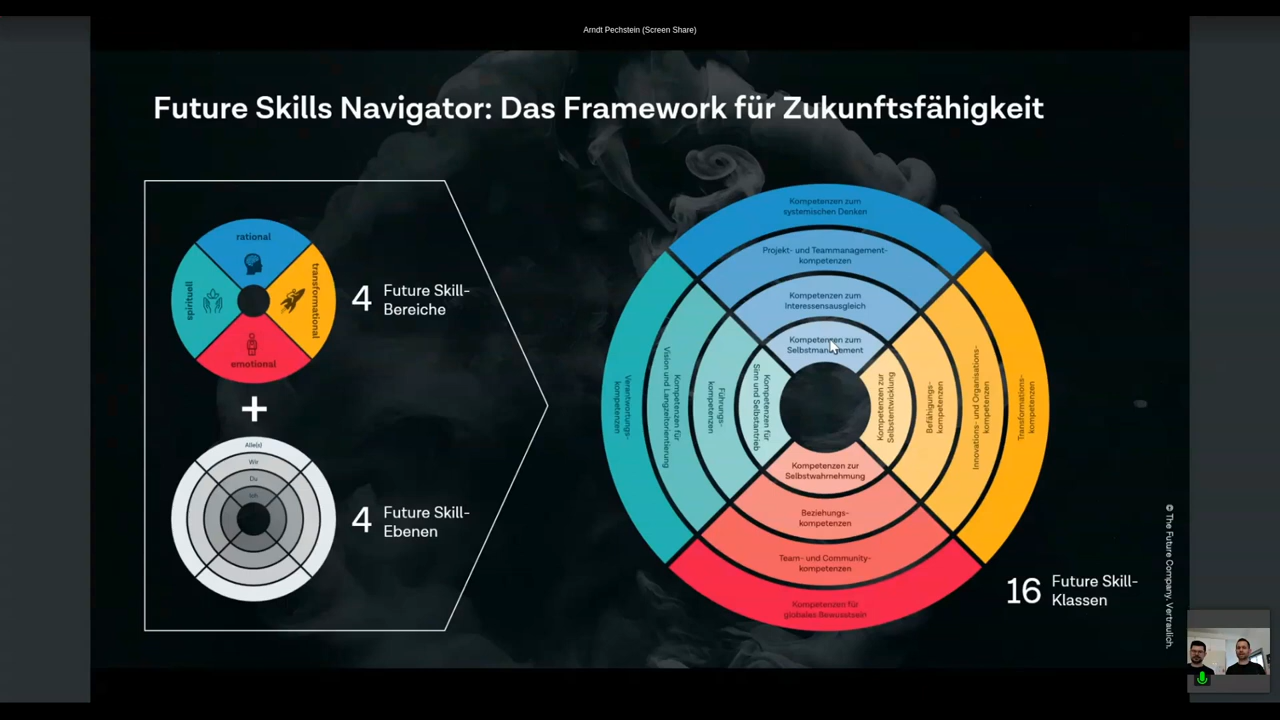 Arndt Pechstein (Screen Share)
Future Skills Navigator: Das Framework für Zukunftsfähigkeit
rational
spirituell
transformational
emotional
4
Future Skill-
Bereiche
+
Alle(s)
Wir
Du
Ich
4
Future Skill-
Ebenen
Kompetenzen zum
systemischen Denken
Projekt- und Teammanagement-
kompetenzen
Kompetenzen zum
Interessensausgleich
Kompetenzen zum
Selbstmanagement
Verantwortungs-
kompetenzen
Kompetenzen für
Vision und Langzeitorientierung
Führungs-
kompetenzen
Kompetenzen für
Sinn und Selbstantrieb
Kompetenzen zur
Selbstentwicklung
Befähigungs-
kompetenzen
Innovations- und Organisations-
kompetenzen
Transformations-
kompetenzen
Kompetenzen zur
Selbstwahrnehmung
Beziehungs-
kompetenzen
Team- und Community-
kompetenzen
Kompetenzen für
globales Bewusstsein
16
Future Skill-
Klassen
© The Future Company. Vertraulich.